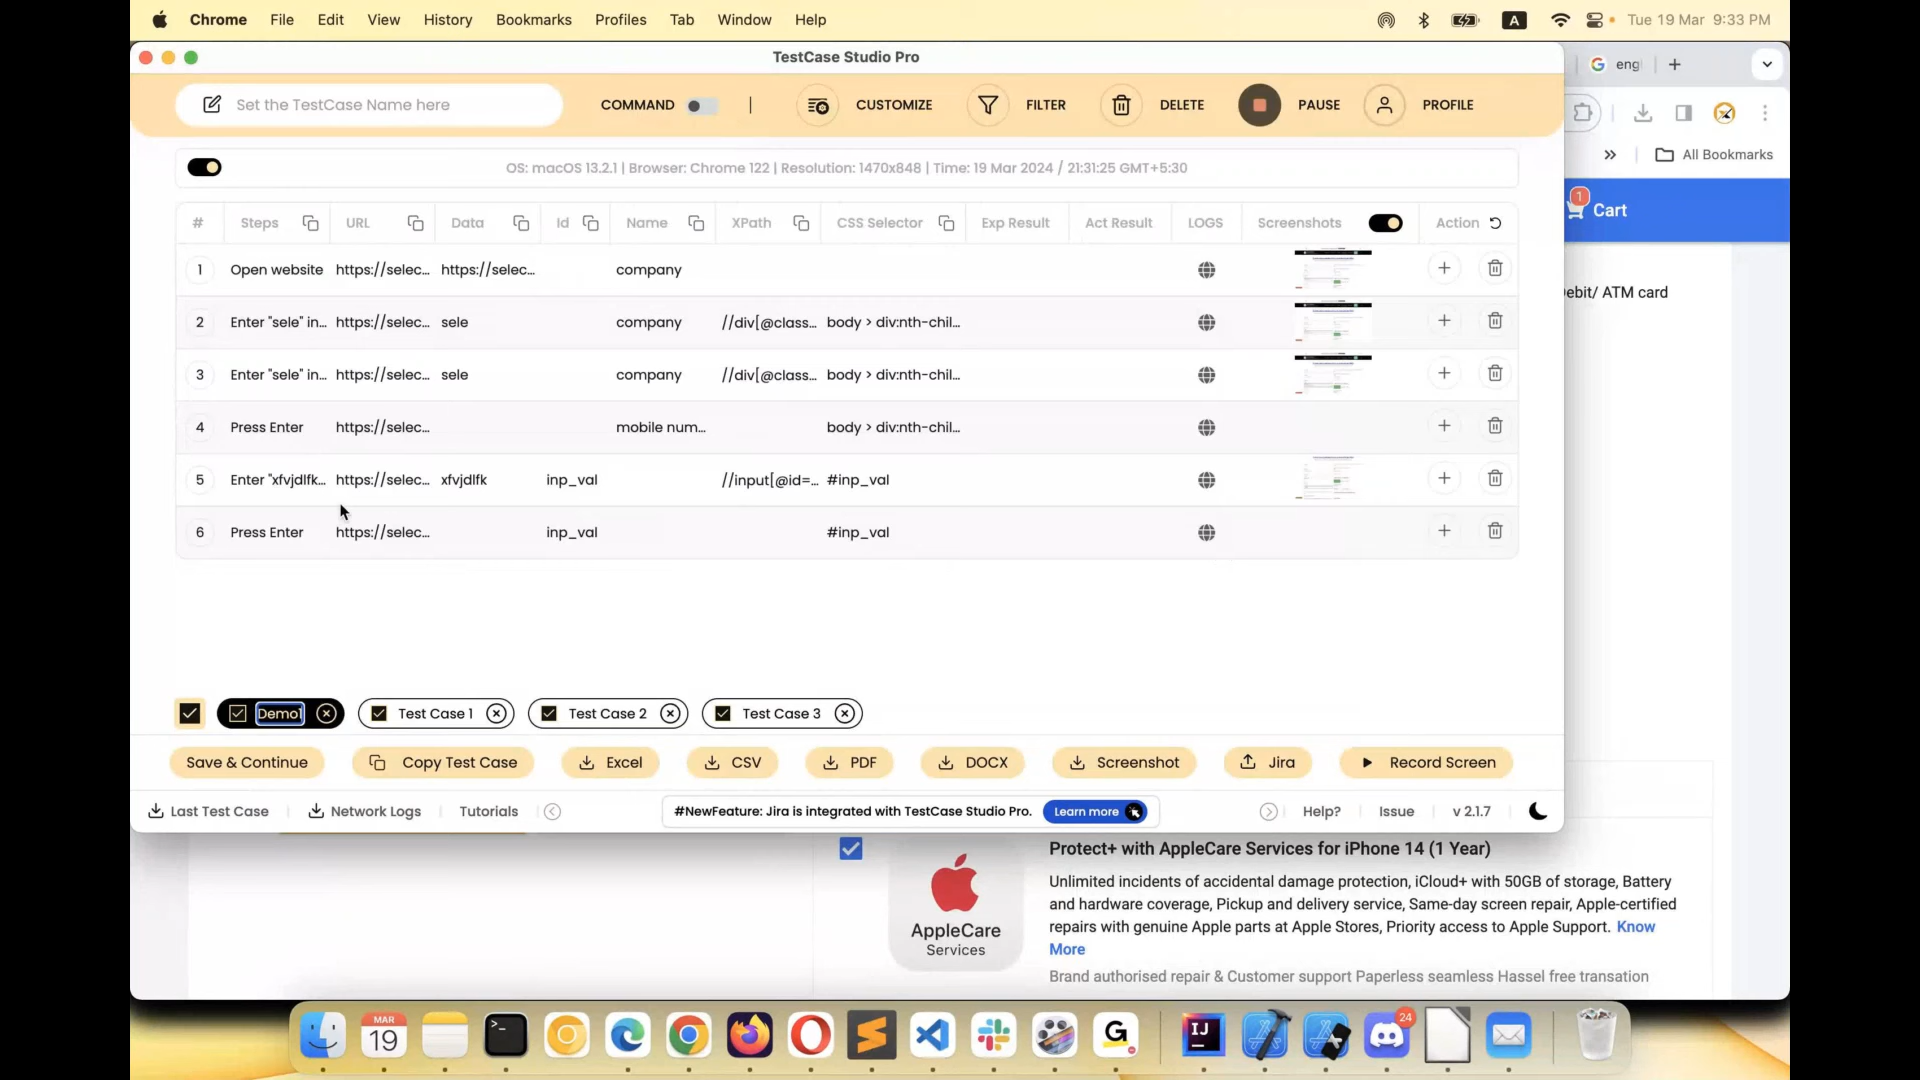 Chrome File Edit View History Bookmarks Profiles Tab Window Help A Tue 19 Mar 9:33 PM
TestCase Studio Pro
Set the TestCase Name here COMMAND | CUSTOMIZE FILTER DELETE PAUSE PROFILE
G eng
All Bookmarks
OS: macOS 13.2.1 | Browser: Chrome 122 | Resolution: 1470x848 | Time: 19 Mar 2024 / 21:31:25 GMT+5:30
1 Cart
# Steps URL Data Id Name XPath CSS Selector Exp Result Act Result LOGS Screenshots Action
1 Open website https://selec... https://selec... company
ebit/ ATM card
2 Enter "sele" in... https://selec... sele company //div[@class... body > div:nth-chil...
3 Enter "sele" in... https://selec... sele company //div[@class... body > div:nth-chil...
4 Press Enter https://selec... mobile num... body > div:nth-chil...
5 Enter "xfvjdlfk... https://selec... xfvjdlfk inp_val //input[@id=... #inp_val
6 Press Enter https://selec... inp_val #inp_val
Demo1 Test Case 1 Test Case 2 Test Case 3
Save & Continue Copy Test Case Excel CSV PDF DOCX Screenshot Jira Record Screen
Last Test Case Network Logs Tutorials #NewFeature: Jira is integrated with TestCase Studio Pro. Learn more Help? Issue v 2.1.7
Protect+ with AppleCare Services for iPhone 14 (1 Year)
Unlimited incidents of accidental damage protection, iCloud+ with 50GB of storage, Battery
and hardware coverage, Pickup and delivery service, Same-day screen repair, Apple-certified
repairs with genuine Apple parts at Apple Stores, Priority access to Apple Support. Know
More
AppleCare
Services
Brand authorised repair & Customer support Paperless seamless Hassel free transation
MAR
19
G
IJ
24